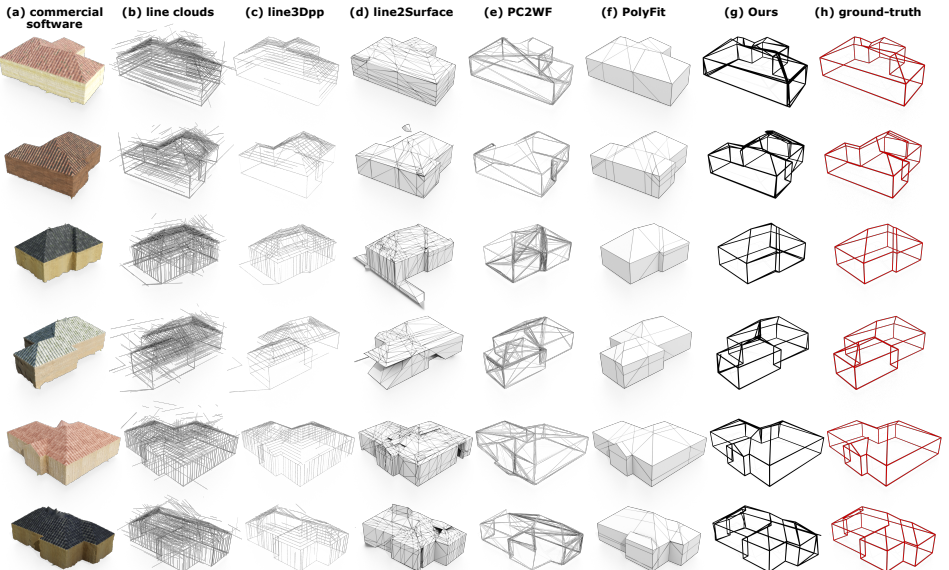 (a) commercial software
(b) line clouds
(c) line3Dpp
(d) line2Surface
(e) PC2WF
(f) PolyFit
(g) Ours
(h) ground-truth